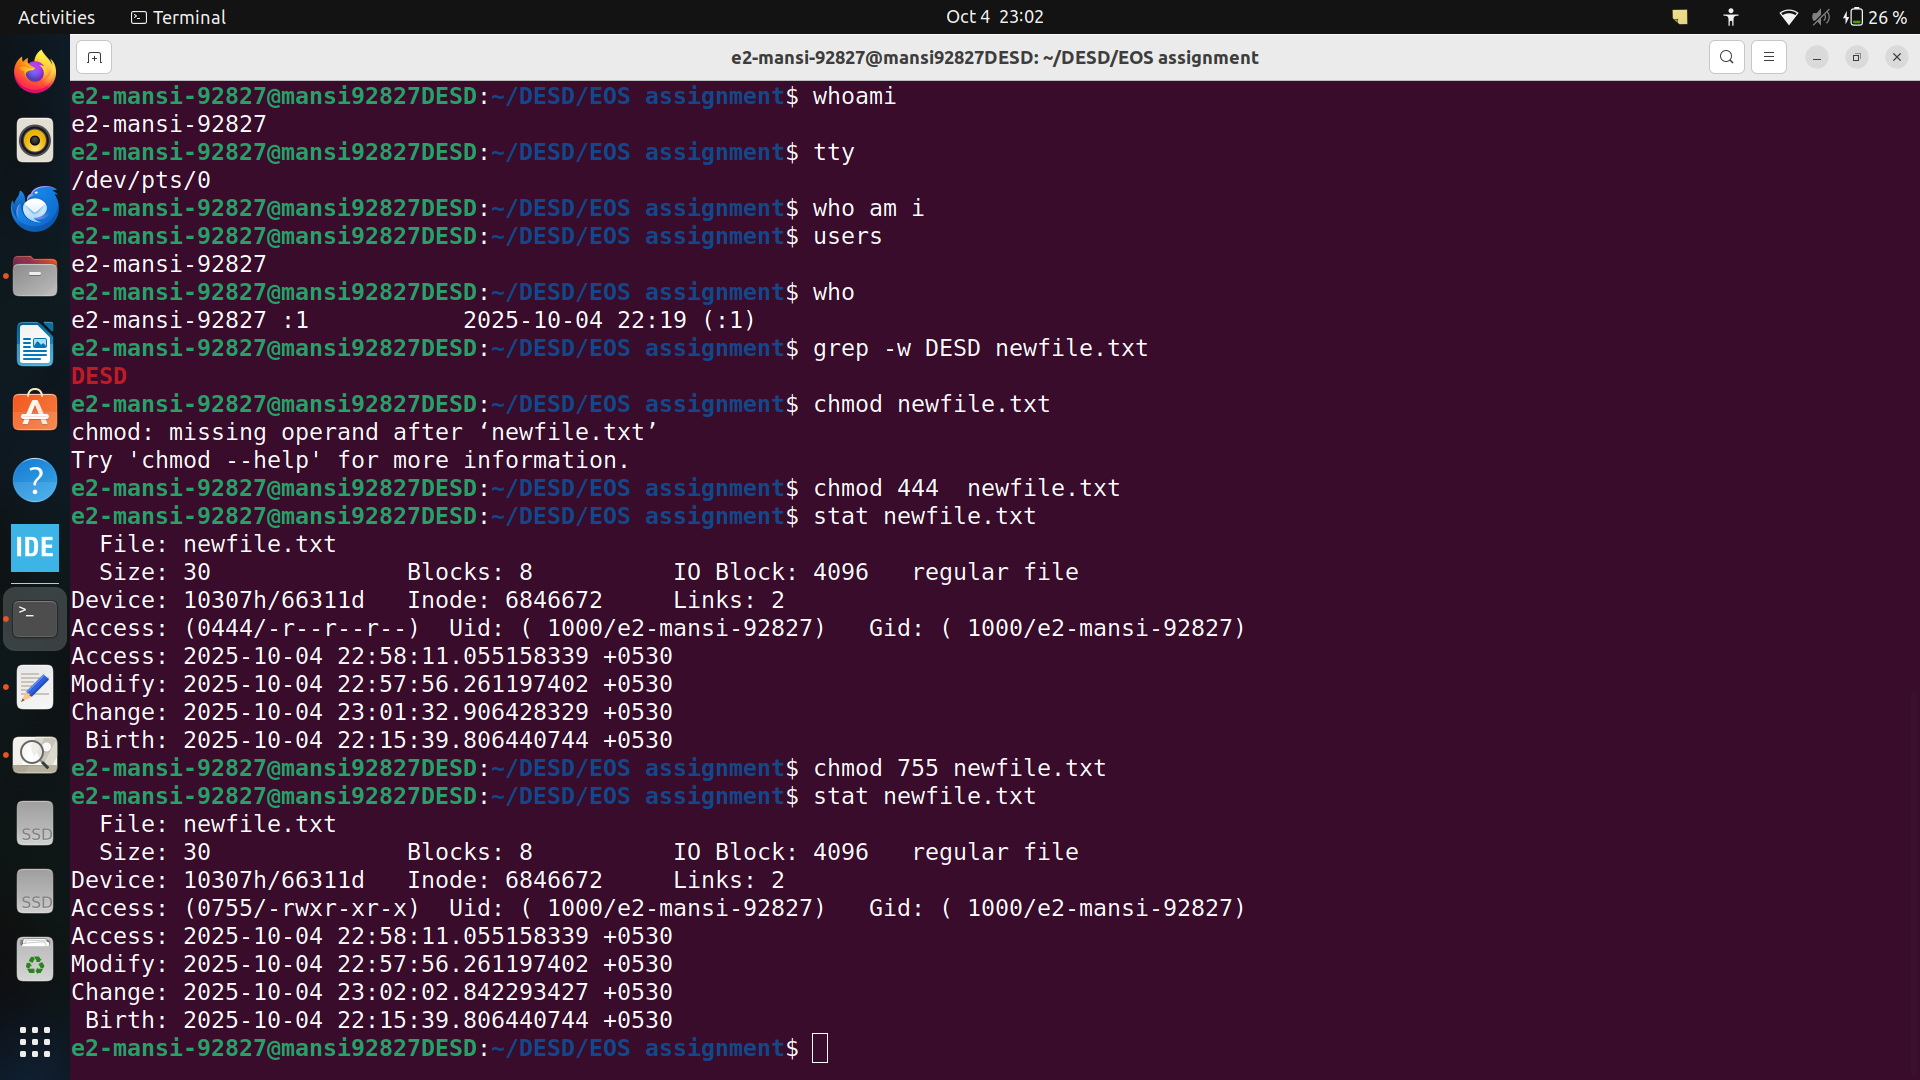 Activities
Terminal
Oct 4 23:02
26 %
e2-mansi-92827@mansi92827DESD: ~/DESD/EOS assignment
e2-mansi-92827@mansi92827DESD:~/DESD/EOS assignment$ whoami
e2-mansi-92827
e2-mansi-92827@mansi92827DESD:~/DESD/EOS assignment$ tty
/dev/pts/0
e2-mansi-92827@mansi92827DESD:~/DESD/EOS assignment$ who am i
e2-mansi-92827@mansi92827DESD:~/DESD/EOS assignment$ users
e2-mansi-92827
e2-mansi-92827@mansi92827DESD:~/DESD/EOS assignment$ who
e2-mansi-92827 :1           2025-10-04 22:19 (:1)
e2-mansi-92827@mansi92827DESD:~/DESD/EOS assignment$ grep -w DESD newfile.txt
DESD
e2-mansi-92827@mansi92827DESD:~/DESD/EOS assignment$ chmod newfile.txt
chmod: missing operand after ‘newfile.txt’
Try 'chmod --help' for more information.
e2-mansi-92827@mansi92827DESD:~/DESD/EOS assignment$ chmod 444  newfile.txt
e2-mansi-92827@mansi92827DESD:~/DESD/EOS assignment$ stat newfile.txt
  File: newfile.txt
  Size: 30              Blocks: 8          IO Block: 4096   regular file
Device: 10307h/66311d   Inode: 6846672     Links: 2
Access: (0444/-r--r--r--)  Uid: ( 1000/e2-mansi-92827)   Gid: ( 1000/e2-mansi-92827)
Access: 2025-10-04 22:58:11.055158339 +0530
Modify: 2025-10-04 22:57:56.261197402 +0530
Change: 2025-10-04 23:01:32.906428329 +0530
 Birth: 2025-10-04 22:15:39.806440744 +0530
e2-mansi-92827@mansi92827DESD:~/DESD/EOS assignment$ chmod 755 newfile.txt
e2-mansi-92827@mansi92827DESD:~/DESD/EOS assignment$ stat newfile.txt
  File: newfile.txt
  Size: 30              Blocks: 8          IO Block: 4096   regular file
Device: 10307h/66311d   Inode: 6846672     Links: 2
Access: (0755/-rwxr-xr-x)  Uid: ( 1000/e2-mansi-92827)   Gid: ( 1000/e2-mansi-92827)
Access: 2025-10-04 22:58:11.055158339 +0530
Modify: 2025-10-04 22:57:56.261197402 +0530
Change: 2025-10-04 23:02:02.842293427 +0530
 Birth: 2025-10-04 22:15:39.806440744 +0530
e2-mansi-92827@mansi92827DESD:~/DESD/EOS assignment$
IDE
SSD
SSD